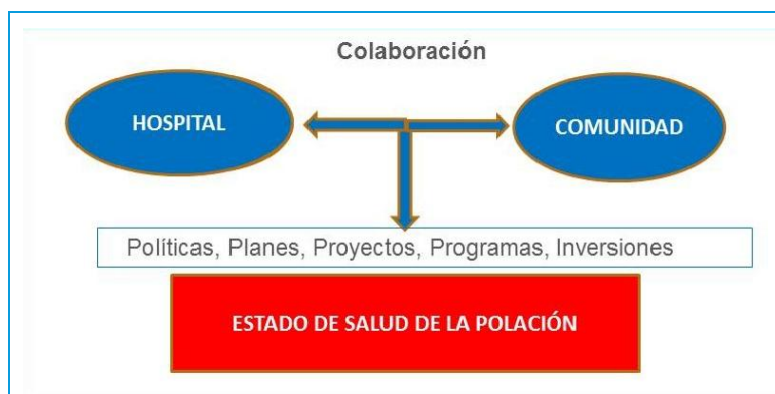 Colaboración
HOSPITAL
COMUNIDAD
Políticas, Planes, Proyectos, Programas, Inversiones
ESTADO DE SALUD DE LA POLACIÓN